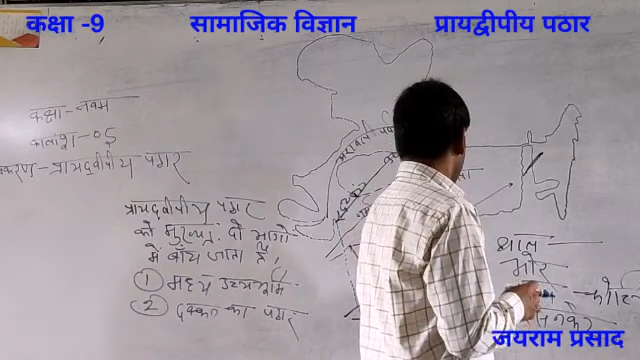 कक्षा -9 सामाजिक विज्ञान प्रायद्वीपीय पठार
कक्षा - नवम
कालांश - 05
प्रकरण - प्रायद्वीपीय पठार
प्रायद्वीपीय पठार
को मुख्यतः दो भागों
में बाँटा जाता है,
① मध्य उच्चभूमि
② दक्कन का पठार
थाल
भोर
जयराम प्रसाद